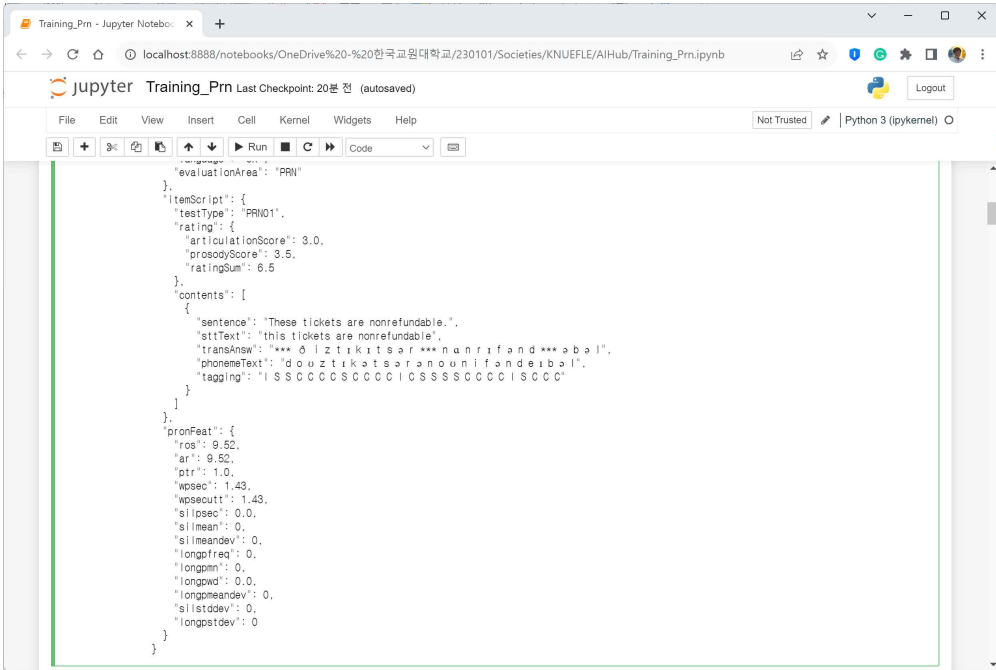 Training_Prn - Jupyter Noteboo
localhost:8888/notebooks/OneDrive%20-%20한국교원대학교/230101/Societies/KNUEFLE/AIHub/Training_Prn.ipynb
jupyter Training_Prn Last Checkpoint: 20분 전 (autosaved)
Logout
File Edit View Insert Cell Kernel Widgets Help
Not Trusted Python 3 (ipykernel)
Run Code
"evaluationArea": "PRN"
},
"itemScript": {
"testType": "PRN01",
"rating": {
"articulationScore": 3.0,
"prosodyScore": 3.5,
"ratingSum": 6.5
},
"contents": [
{
"sentence": "These tickets are nonrefundable.",
"sttText": "this tickets are nonrefundable",
"transAnsw": "*** ð i z t ɪ k ɪ t s ə r *** n ɑ n r ɪ f ə n d *** ə b ə l",
"phonemeText": "d o ʊ z t ɪ k ə t s ə r ə n o ʊ n i f ə n d e ɪ b ə l",
"tagging": "I S S C C C C S C C C C I C S S S S C C C C I S C C C"
}
]
},
"pronFeat": {
"ros": 9.52,
"ar": 9.52,
"ptr": 1.0,
"wpsec": 1.43,
"wpsecutt": 1.43,
"silpsec": 0.0,
"silmean": 0,
"silmeandev": 0,
"longpfreq": 0,
"longpmn": 0,
"longpwd": 0.0,
"longpmeandev": 0,
"silstddev": 0,
"longpstdev": 0
}
}